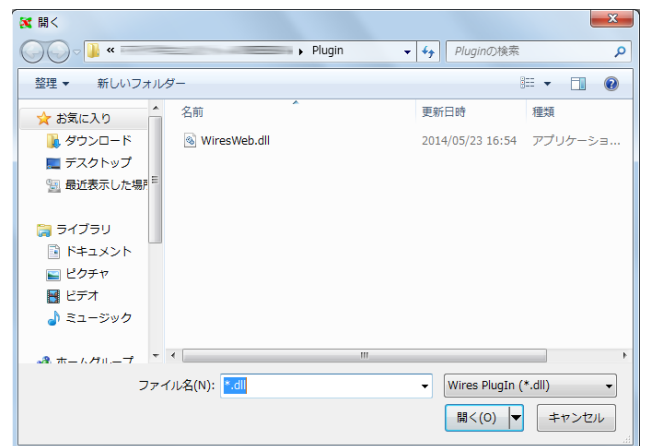 開く
« Plugin Pluginの検索
整理 新しいフォルダー
お気に入り
ダウンロード
デスクトップ
最近表示した場所
ライブラリ
ドキュメント
ピクチャ
ビデオ
ミュージック
ホームグループ
名前 更新日時 種類
WiresWeb.dll 2014/05/23 16:54 アプリケーショ...
ファイル名(N): *.dll Wires PlugIn (*.dll)
開く(O) キャンセル